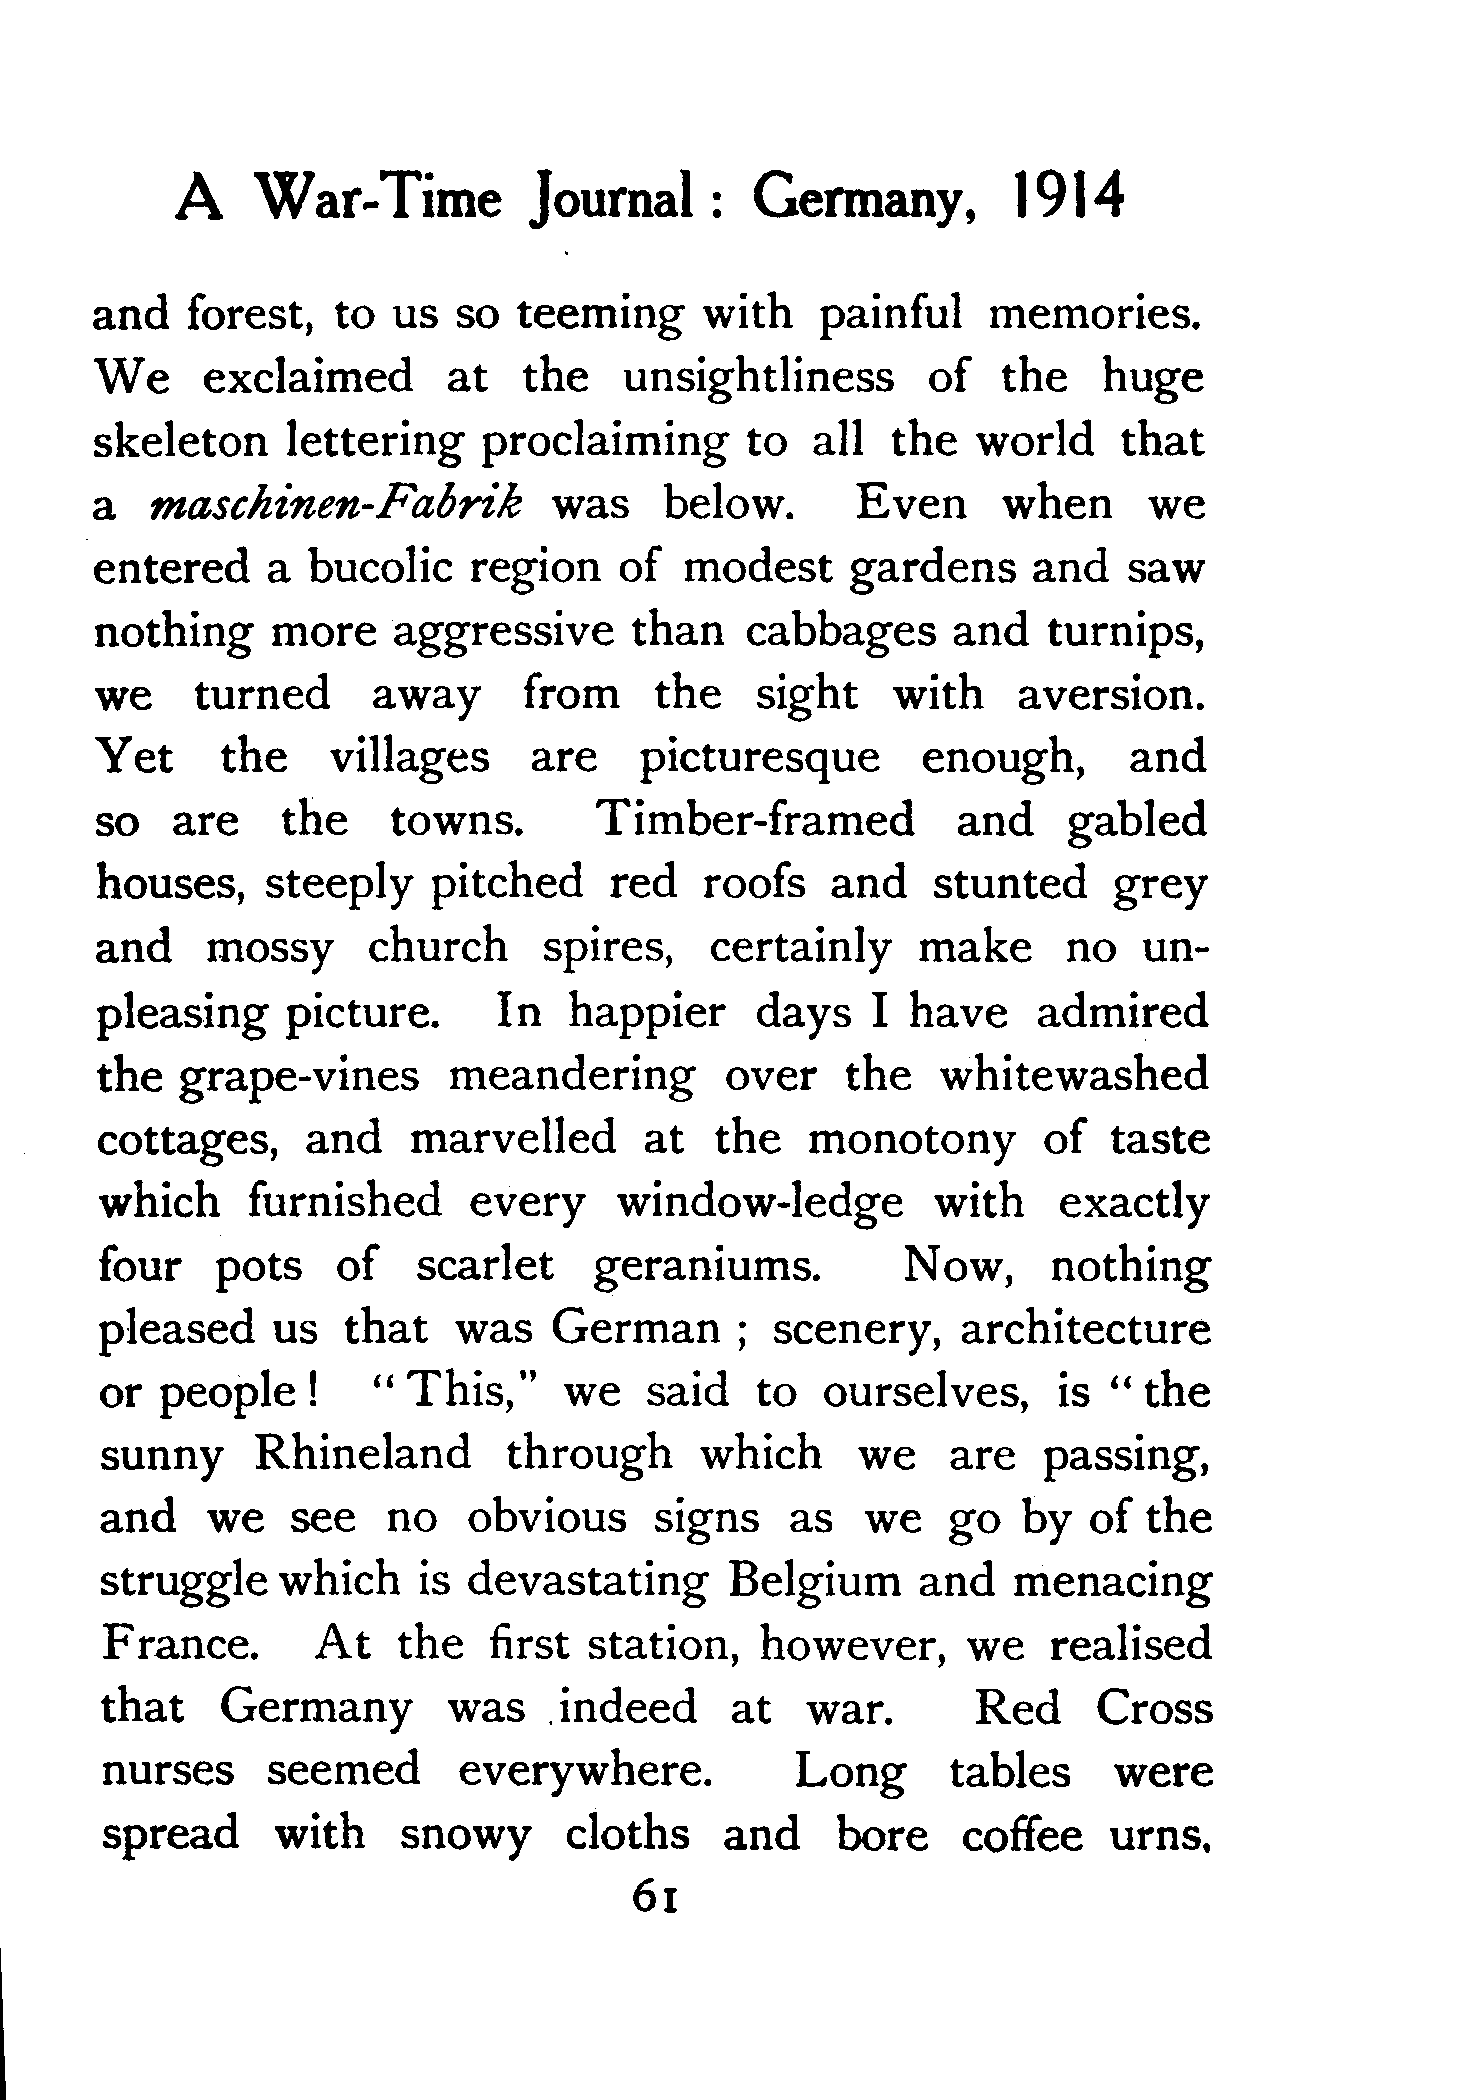 A War-Time Journal : Germany, 1914
and forest, to us so teeming with painful memories.
We exclaimed at the unsightliness of the huge
skeleton lettering proclaiming to all the world that
a maschinen-Fabrik was below. Even when we
entered a bucolic region of modest gardens and saw
nothing more aggressive than cabbages and turnips,
we turned away from the sight with aversion.
Yet the villages are picturesque enough, and
so are the towns. Timber-framed and gabled
houses, steeply pitched red roofs and stunted grey
and mossy church spires, certainly make no un-
pleasing picture. In happier days I have admired
the grape-vines meandering over the whitewashed
cottages, and marvelled at the monotony of taste
which furnished every window-ledge with exactly
four pots of scarlet geraniums. Now, nothing
pleased us that was German ; scenery, architecture
or people ! “ This,” we said to ourselves, is “ the
sunny Rhineland through which we are passing,
and we see no obvious signs as we go by of the
struggle which is devastating Belgium and menacing
France. At the first station, however, we realised
that Germany was indeed at war. Red Cross
nurses seemed everywhere. Long tables were
spread with snowy cloths and bore coffee urns,
61